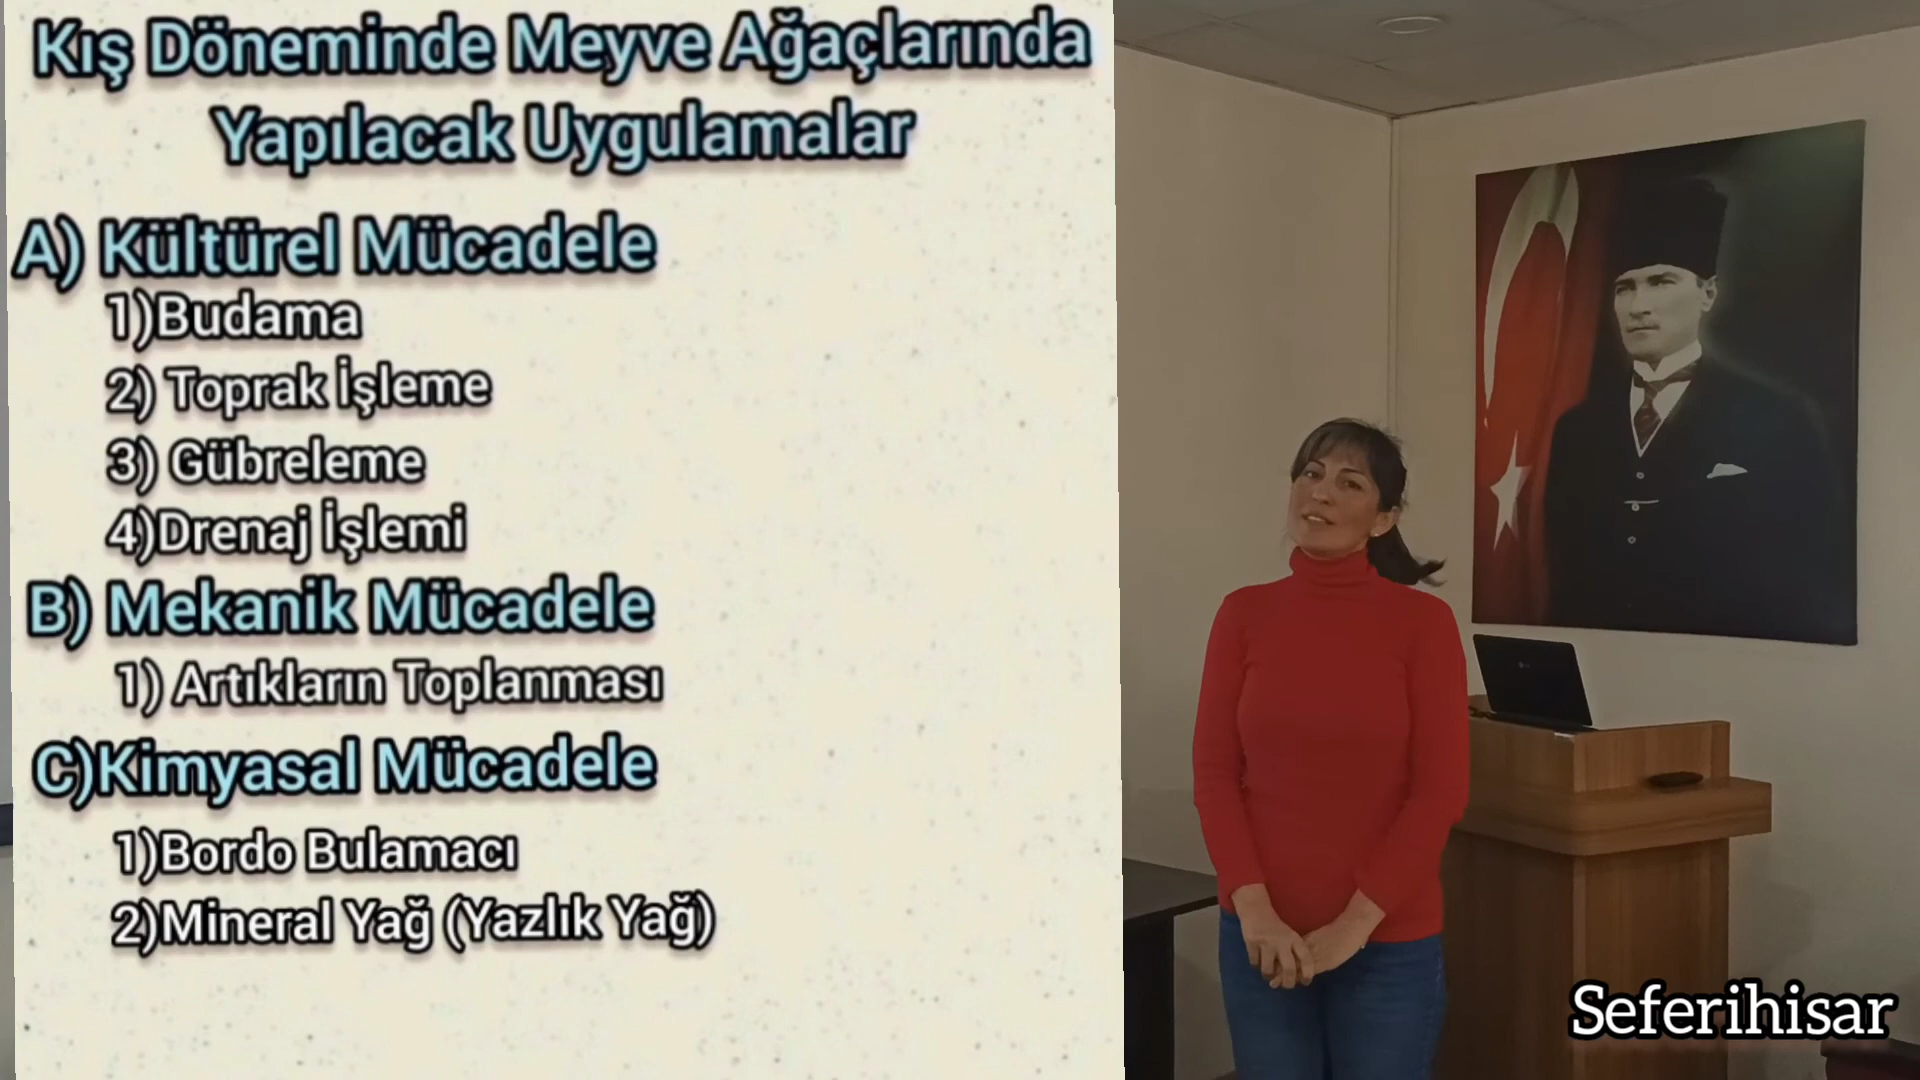 Kış Döneminde Meyve Ağaçlarında
Yapılacak Uygulamalar
A) Kültürel Mücadele
1)Budama
2) Toprak İşleme
3) Gübreleme
4)Drenaj İşlemi
B) Mekanik Mücadele
1) Artıkların Toplanması
C)Kimyasal Mücadele
1)Bordo Bulamacı
2)Mineral Yağ (Yazlık Yağ)
Seferihisar